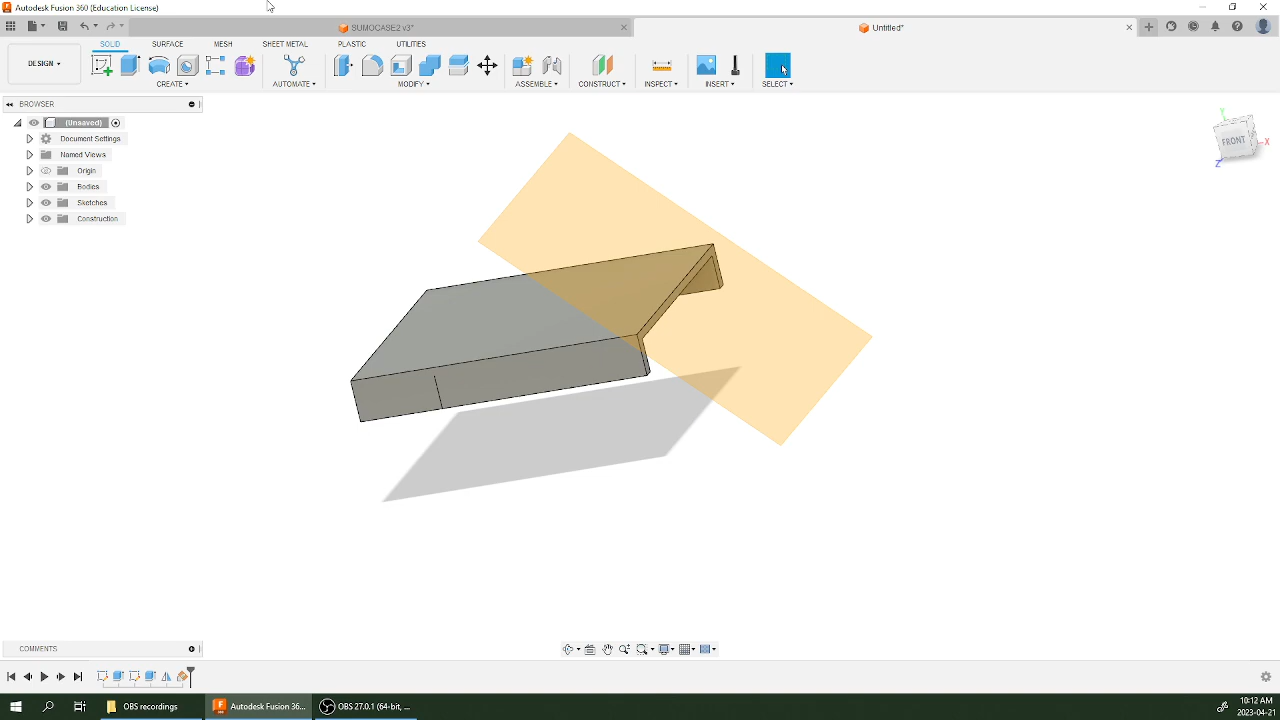 Autodesk Fusion 360 (Education License)
SUMOCASE2 v3*
Untitled*
DESIGN
SOLID
SURFACE
MESH
SHEET METAL
PLASTIC
UTILITIES
CREATE
AUTOMATE
MODIFY
ASSEMBLE
CONSTRUCT
INSPECT
INSERT
SELECT
BROWSER
(Unsaved)
Document Settings
Named Views
Origin
Bodies
Sketches
Construction
Y
FRONT
X
Z
COMMENTS
OBS recordings
Autodesk Fusion 36...
OBS 27.0.1 (64-bit, ...
10:12 AM
2023-04-21